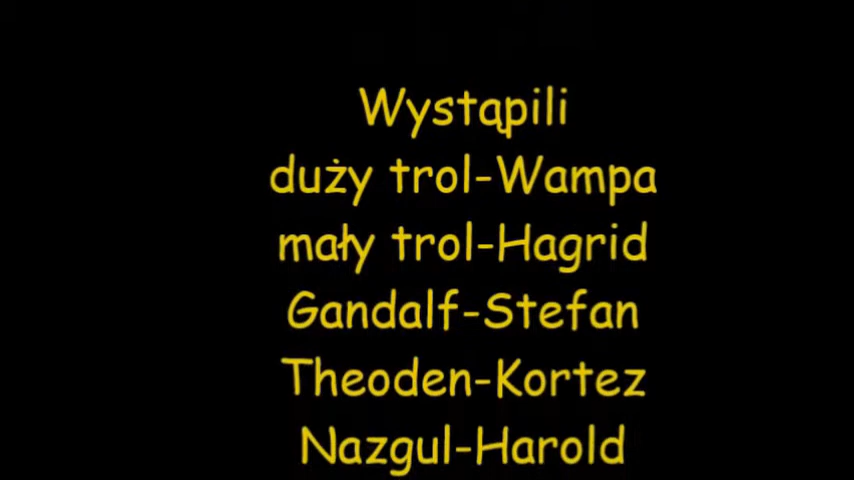 Wystąpili
duży trol-Wampa
mały trol-Hagrid
Gandalf-Stefan
Theoden-Kortez
Nazgul-Harold